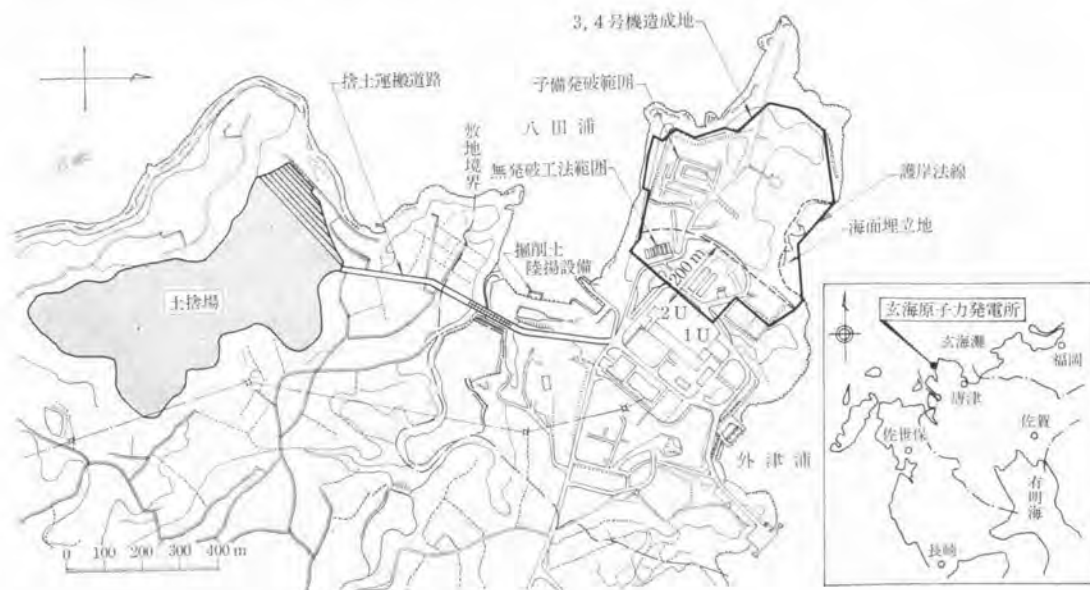 3,4号機造成地
予備発破範囲
捨土運搬道路
八田浦
敷地境界
無発破工法範囲
護岸法線
海面埋立地
掘削土
陸揚設備
200m
土捨場
2U
1U
外津浦
0 100 200 300 400 m
玄海原子力発電所
玄海灘
福岡
唐津
佐世保
佐賀
有明海
長崎